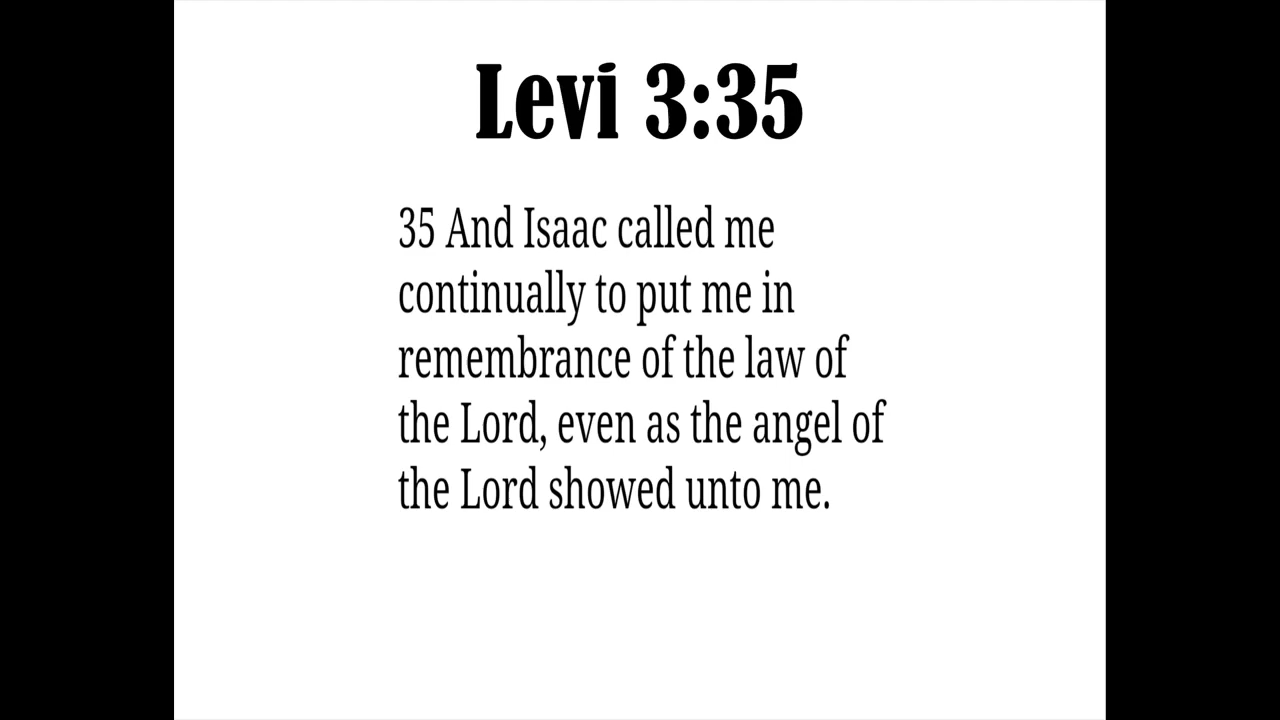 Levi 3:35
35 And Isaac called me
continually to put me in
remembrance of the law of
the Lord, even as the angel of
the Lord showed unto me.